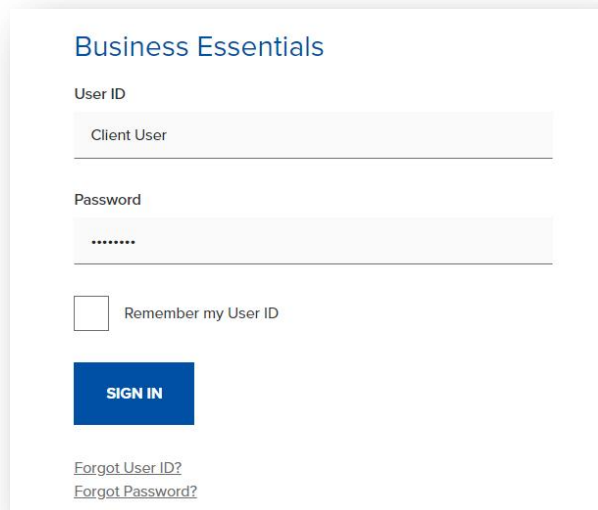 Business Essentials
User ID
Client User
Password
••••••••
Remember my User ID
SIGN IN
Forgot User ID?
Forgot Password?